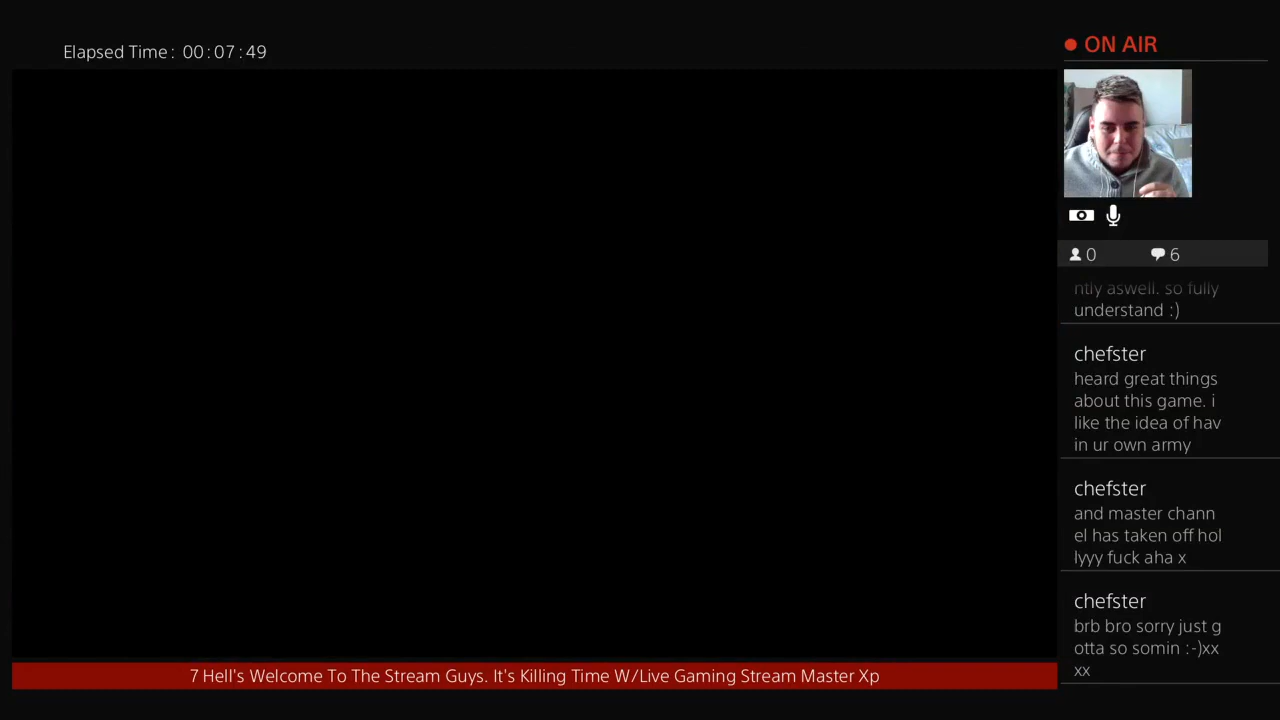 Elapsed Time: 00:07:49
ON AIR
0 6
ntly aswell. so fully
understand :)
chefster
heard great things
about this game. i
like the idea of hav
in ur own army
chefster
and master chann
el has taken off hol
lyyy fuck aha x
chefster
brb bro sorry just g
otta so somin :-)xx
xx
7 Hell's Welcome To The Stream Guys. It's Killing Time W/Live Gaming Stream Master Xp